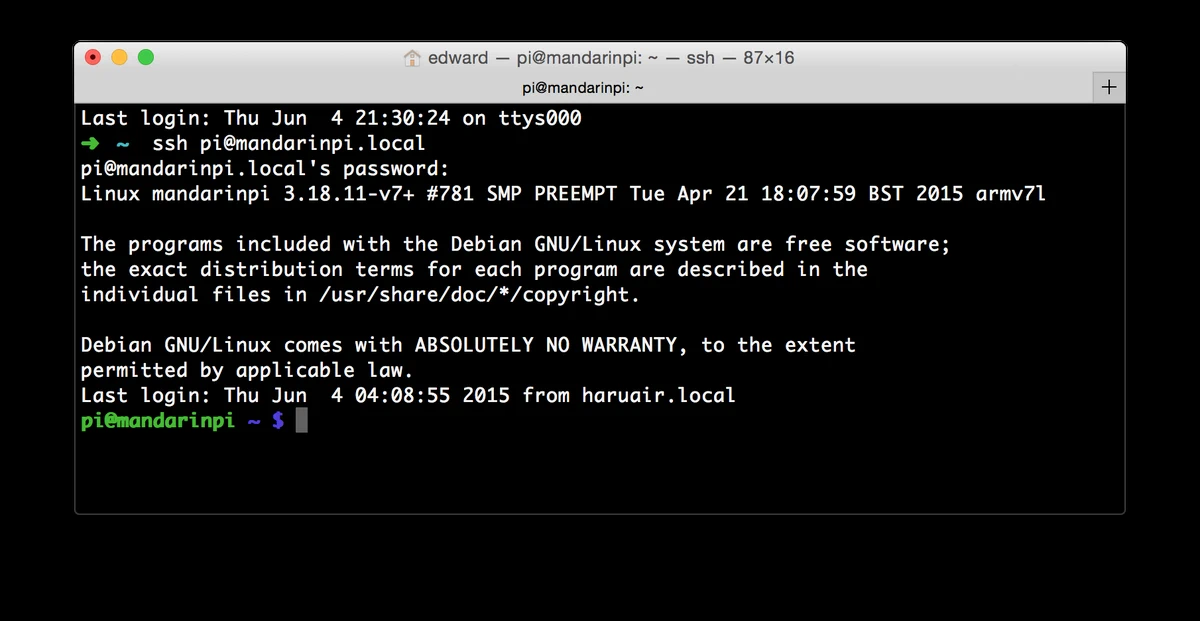 edward — pi@mandarinpi: ~ — ssh — 87×16
pi@mandarinpi: ~
Last login: Thu Jun  4 21:30:24 on ttys000
➜  ~  ssh pi@mandarinpi.local
pi@mandarinpi.local's password:
Linux mandarinpi 3.18.11-v7+ #781 SMP PREEMPT Tue Apr 21 18:07:59 BST 2015 armv7l

The programs included with the Debian GNU/Linux system are free software;
the exact distribution terms for each program are described in the
individual files in /usr/share/doc/*/copyright.

Debian GNU/Linux comes with ABSOLUTELY NO WARRANTY, to the extent
permitted by applicable law.
Last login: Thu Jun  4 04:08:55 2015 from haruair.local
pi@mandarinpi ~ $